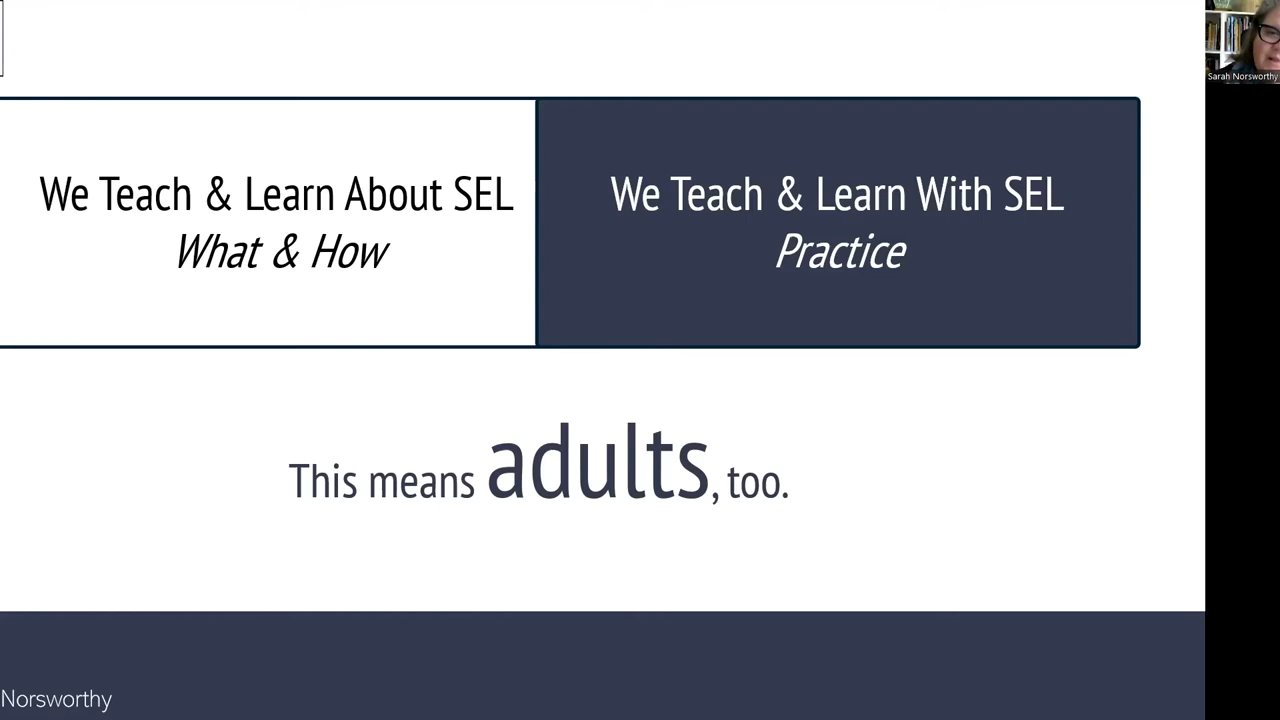 We Teach & Learn About SEL
What & How
We Teach & Learn With SEL
Practice
This means adults, too.
Norsworthy
Sarah Norsworthy